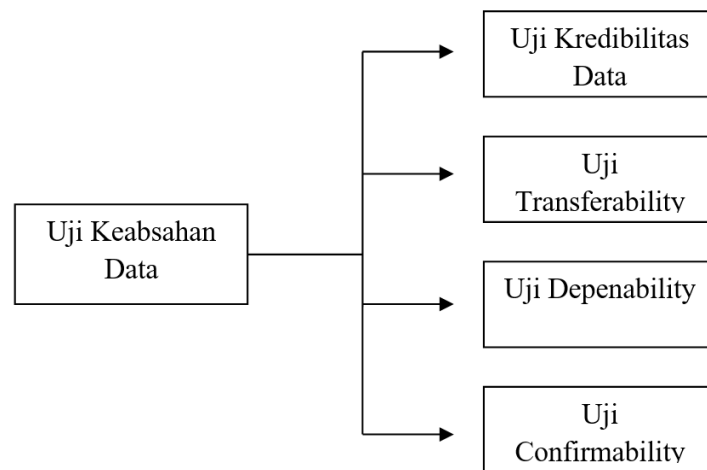 Uji Kredibilitas
Data
Uji
Transferability
Uji Keabsahan
Data
Uji Depenability
Uji
Confirmability